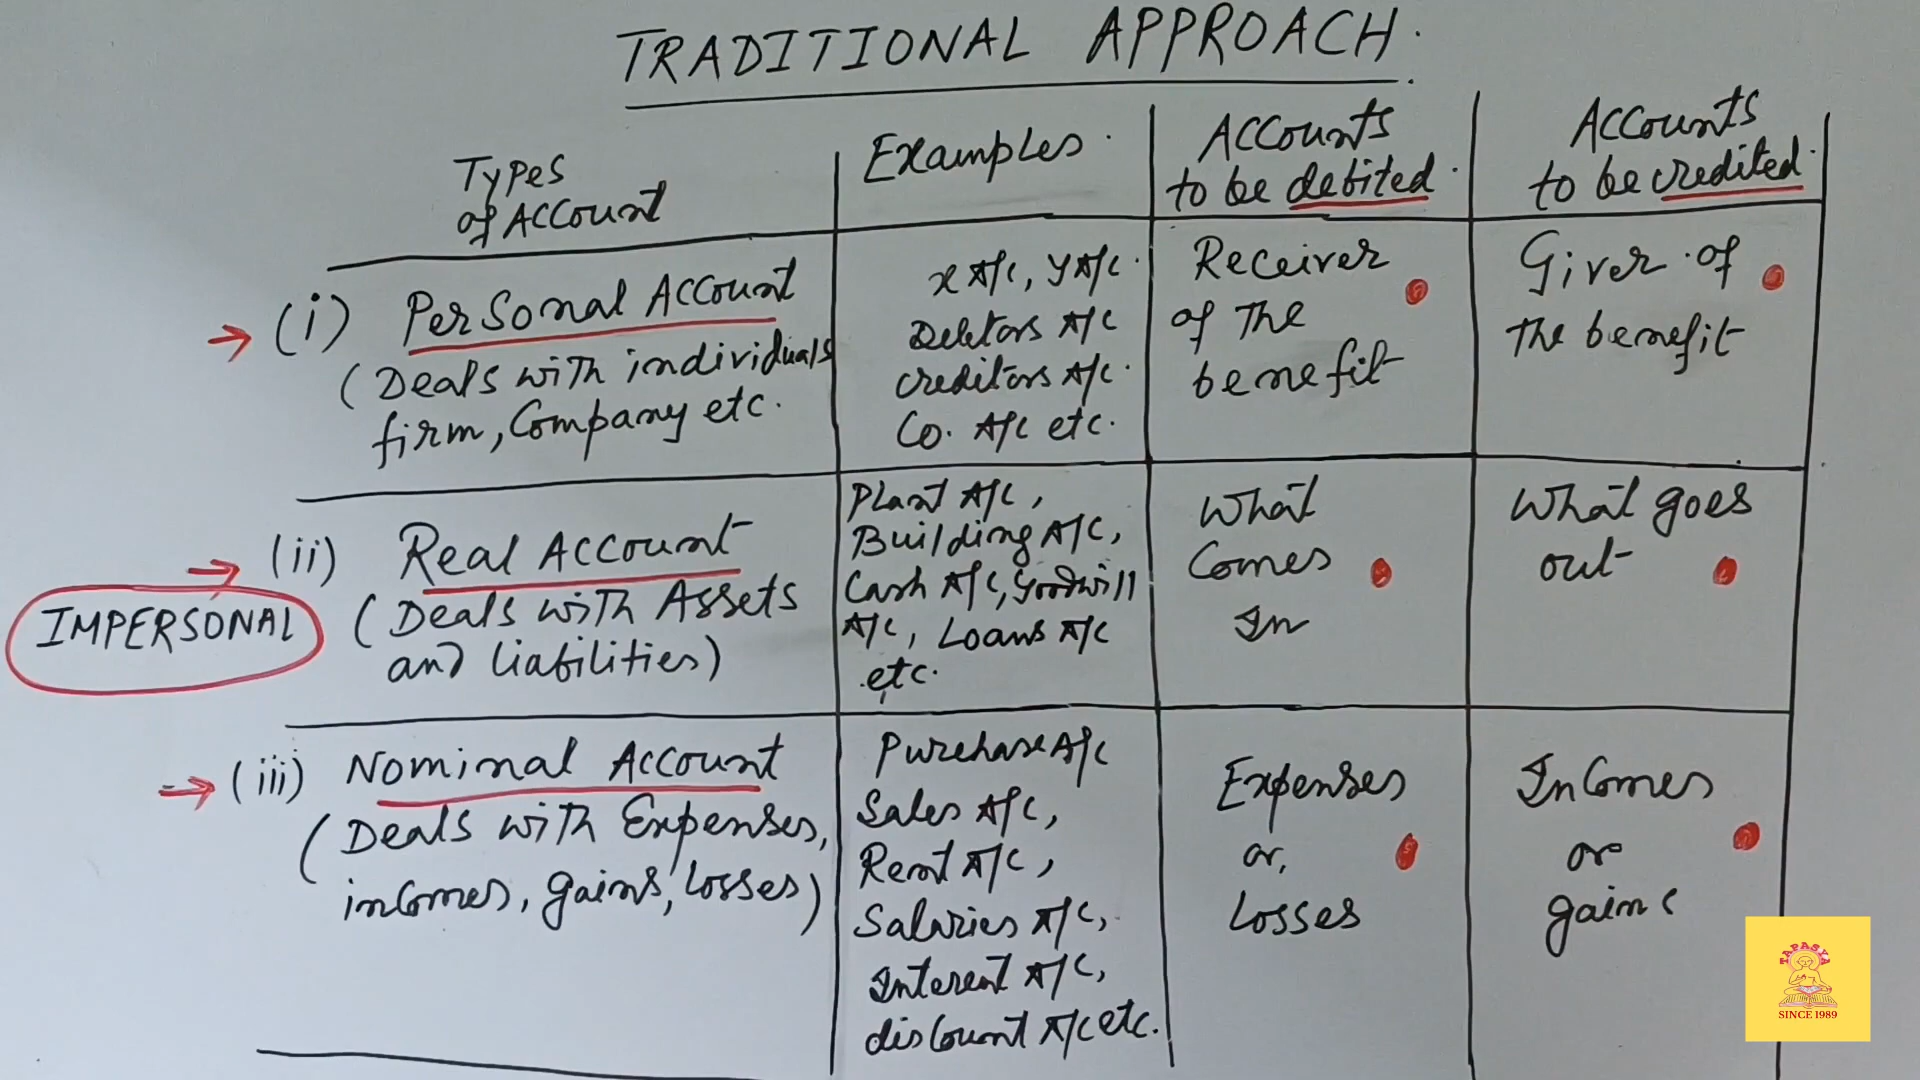 TRADITIONAL APPROACH.
Types
of Account
Examples
Accounts
to be debited
Accounts
to be credited
(i) Personal Account
(Deals with individuals
firm, Company etc.
X A/c, Y A/c
Debtors A/c
Creditors A/c
Co. A/c etc.
Receiver
of the
benefit
Giver of
the benefit
IMPERSONAL
(ii) Real Account
(Deals with Assets
and liabilities)
Plant A/c,
Building A/c,
Cash A/c, Goodwill
A/c, Loans A/c
etc.
What
Comes
In
What goes
out
(iii) Nominal Account
(Deals with Expenses,
incomes, gains, losses)
Purchase A/c
Sales A/c,
Rent A/c,
Salaries A/c,
Interest A/c,
discount A/c etc.
Expenses
or,
Losses
Incomes
or
gains
TAPASYA
SINCE 1989